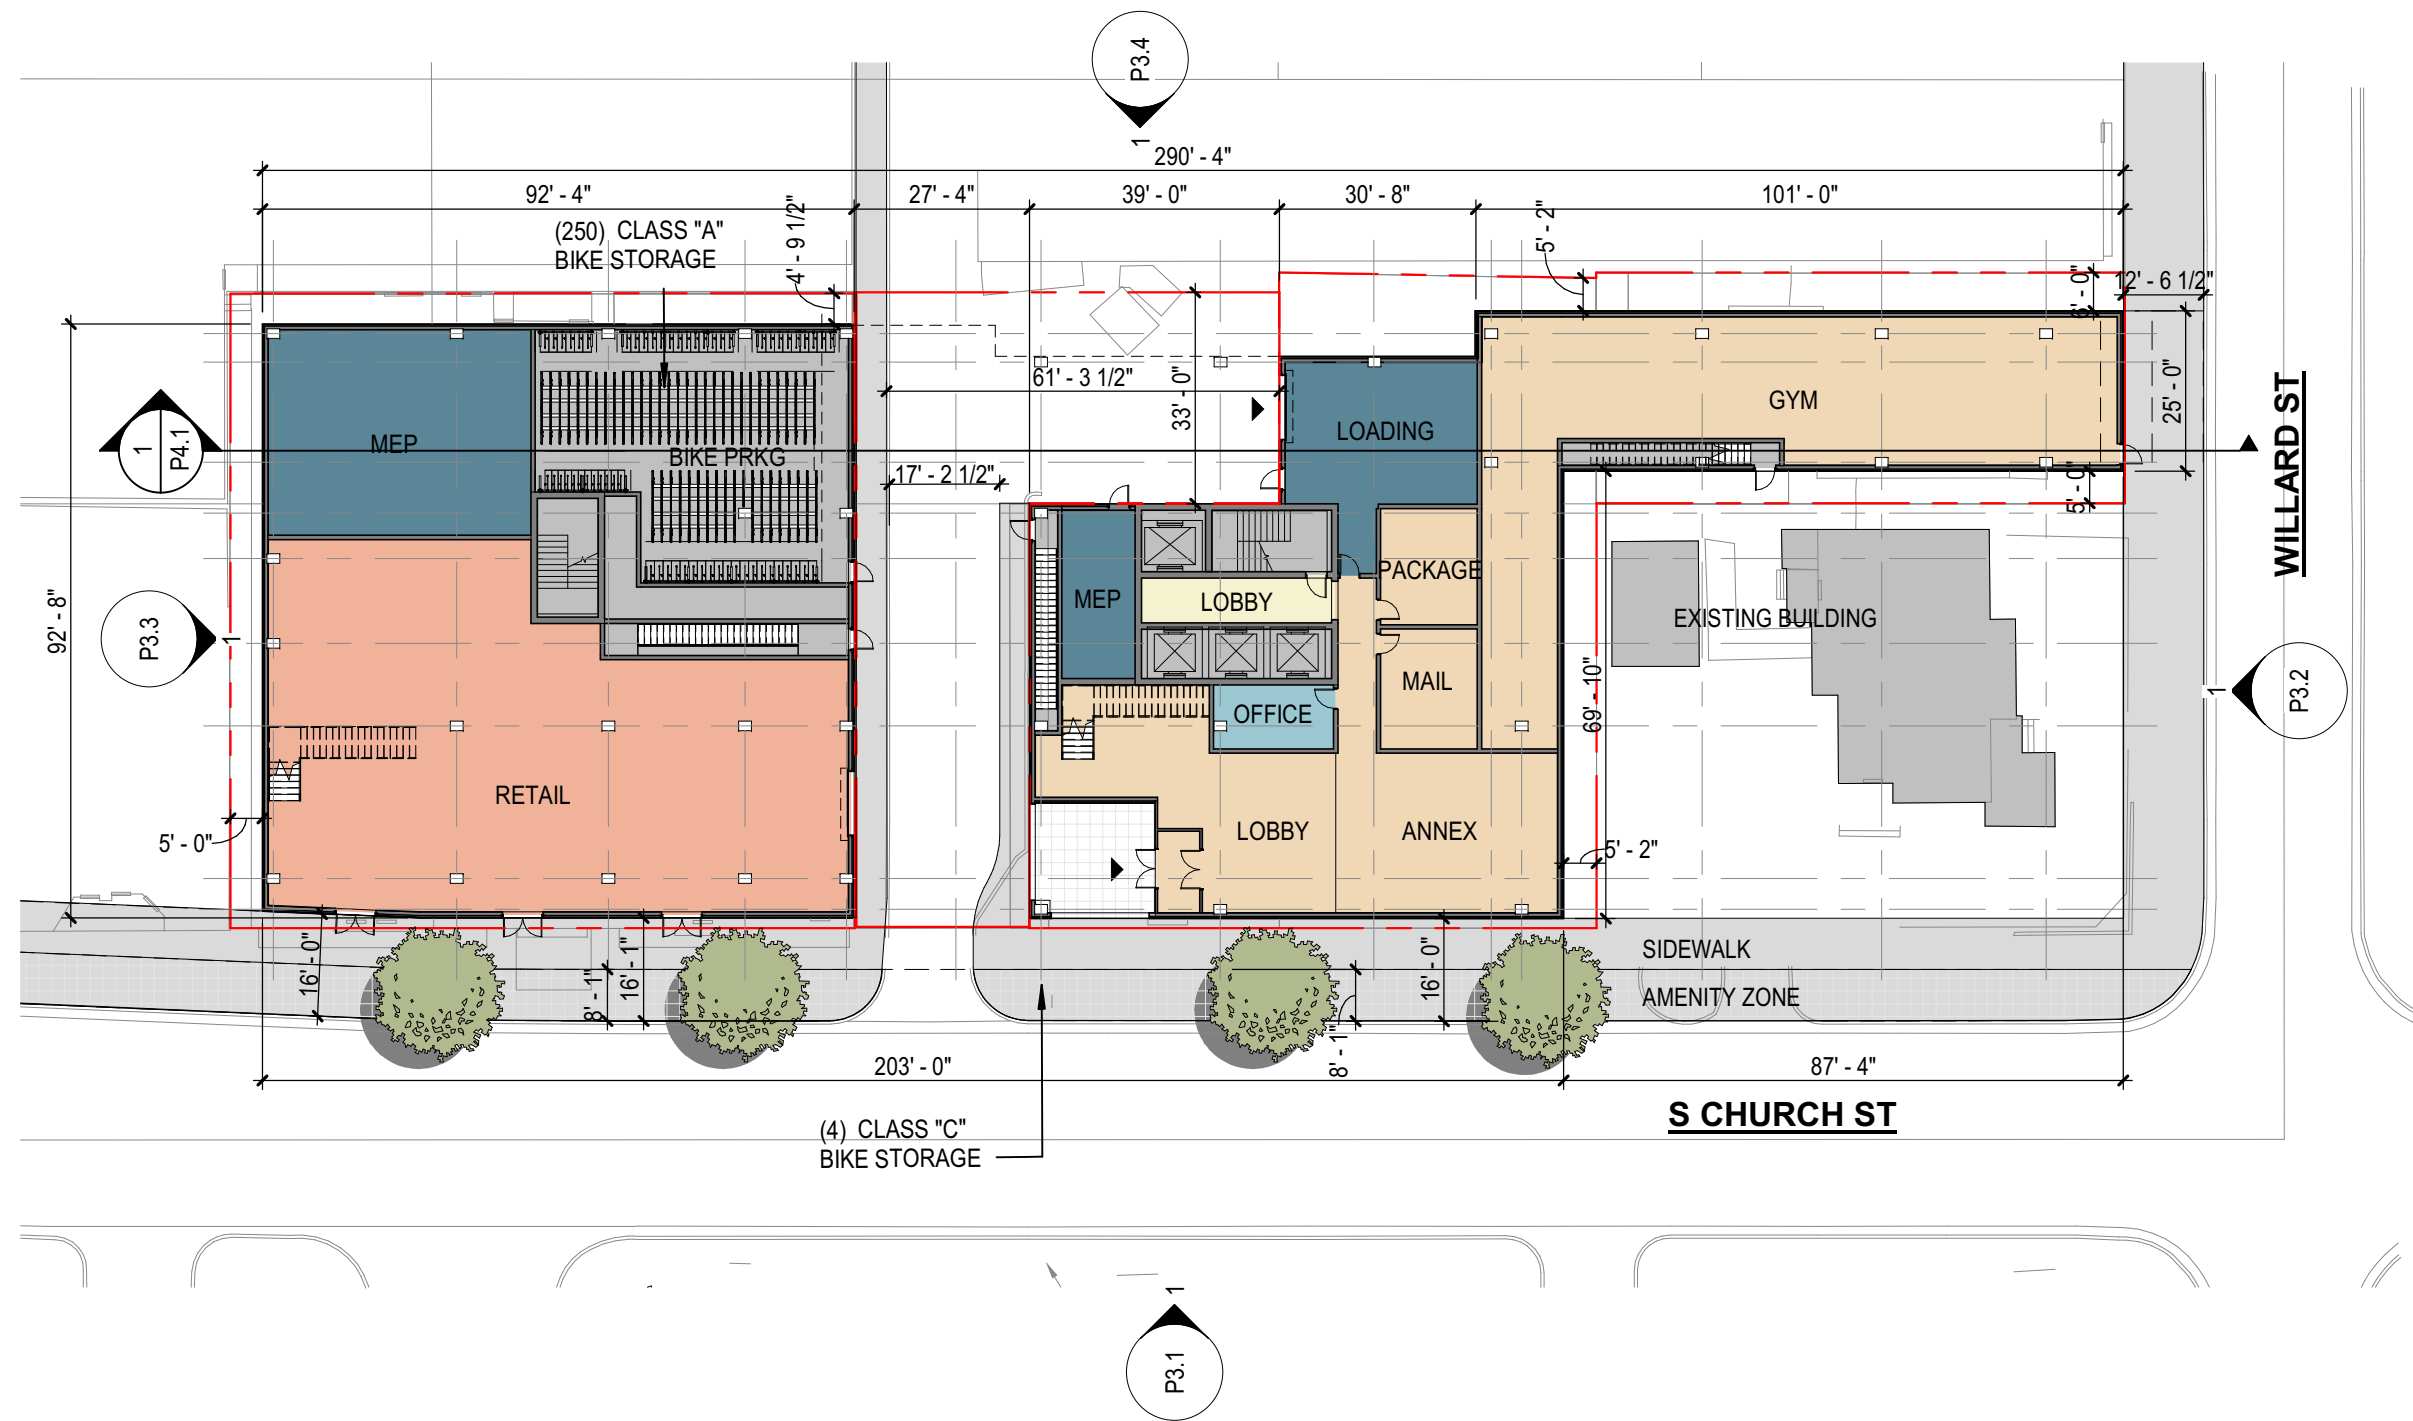 P3.4
1
290' - 4"
92' - 4"
27' - 4"
39' - 0"
30' - 8"
101' - 0"
(250) CLASS "A"
BIKE STORAGE
4' - 9 1/2"
5' - 2"
6' - 0"
12' - 6 1/2"
61' - 3 1/2"
33' - 0"
25' - 0"
WILLARD ST
1
P4.1
MEP
BIKE PRKG
LOADING
GYM
17' - 2 1/2"
5' - 0"
92' - 8"
P3.3
1
MEP
LOBBY
PACKAGE
EXISTING BUILDING
MAIL
69' - 10"
OFFICE
1
P3.2
RETAIL
LOBBY
ANNEX
5' - 0"
5' - 2"
16' - 0"
8' - 1"
16' - 1"
8' - 1"
16' - 0"
SIDEWALK
AMENITY ZONE
203' - 0"
87' - 4"
S CHURCH ST
(4) CLASS "C"
BIKE STORAGE
1
P3.1